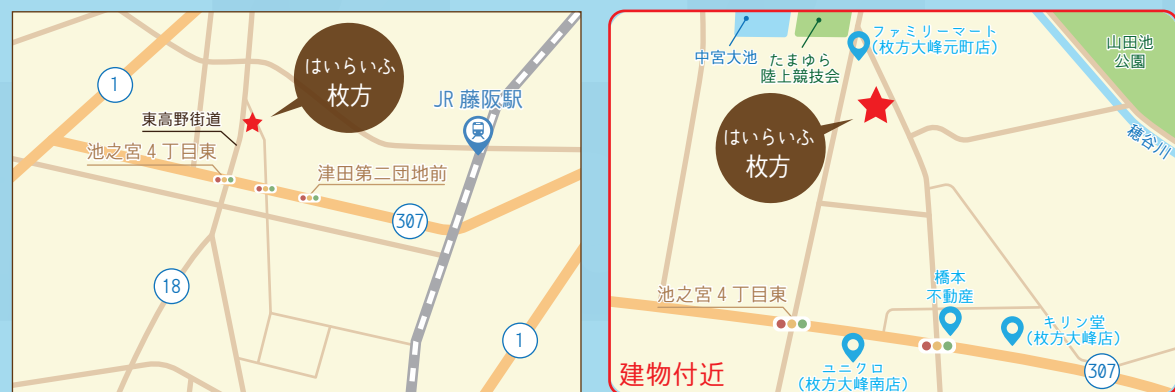 1
はいらいふ
枚方
JR 藤阪駅
東高野街道
池之宮 4 丁目東
津田第二団地前
307
18
1
中宮大池
たまゆら
陸上競技会
ファミリーマート
(枚方大峰元町店)
山田池
公園
穂谷川
はいらいふ
枚方
池之宮 4 丁目東
橋本
不動産
キリン堂
(枚方大峰店)
ユニクロ
(枚方大峰南店)
307
建物付近